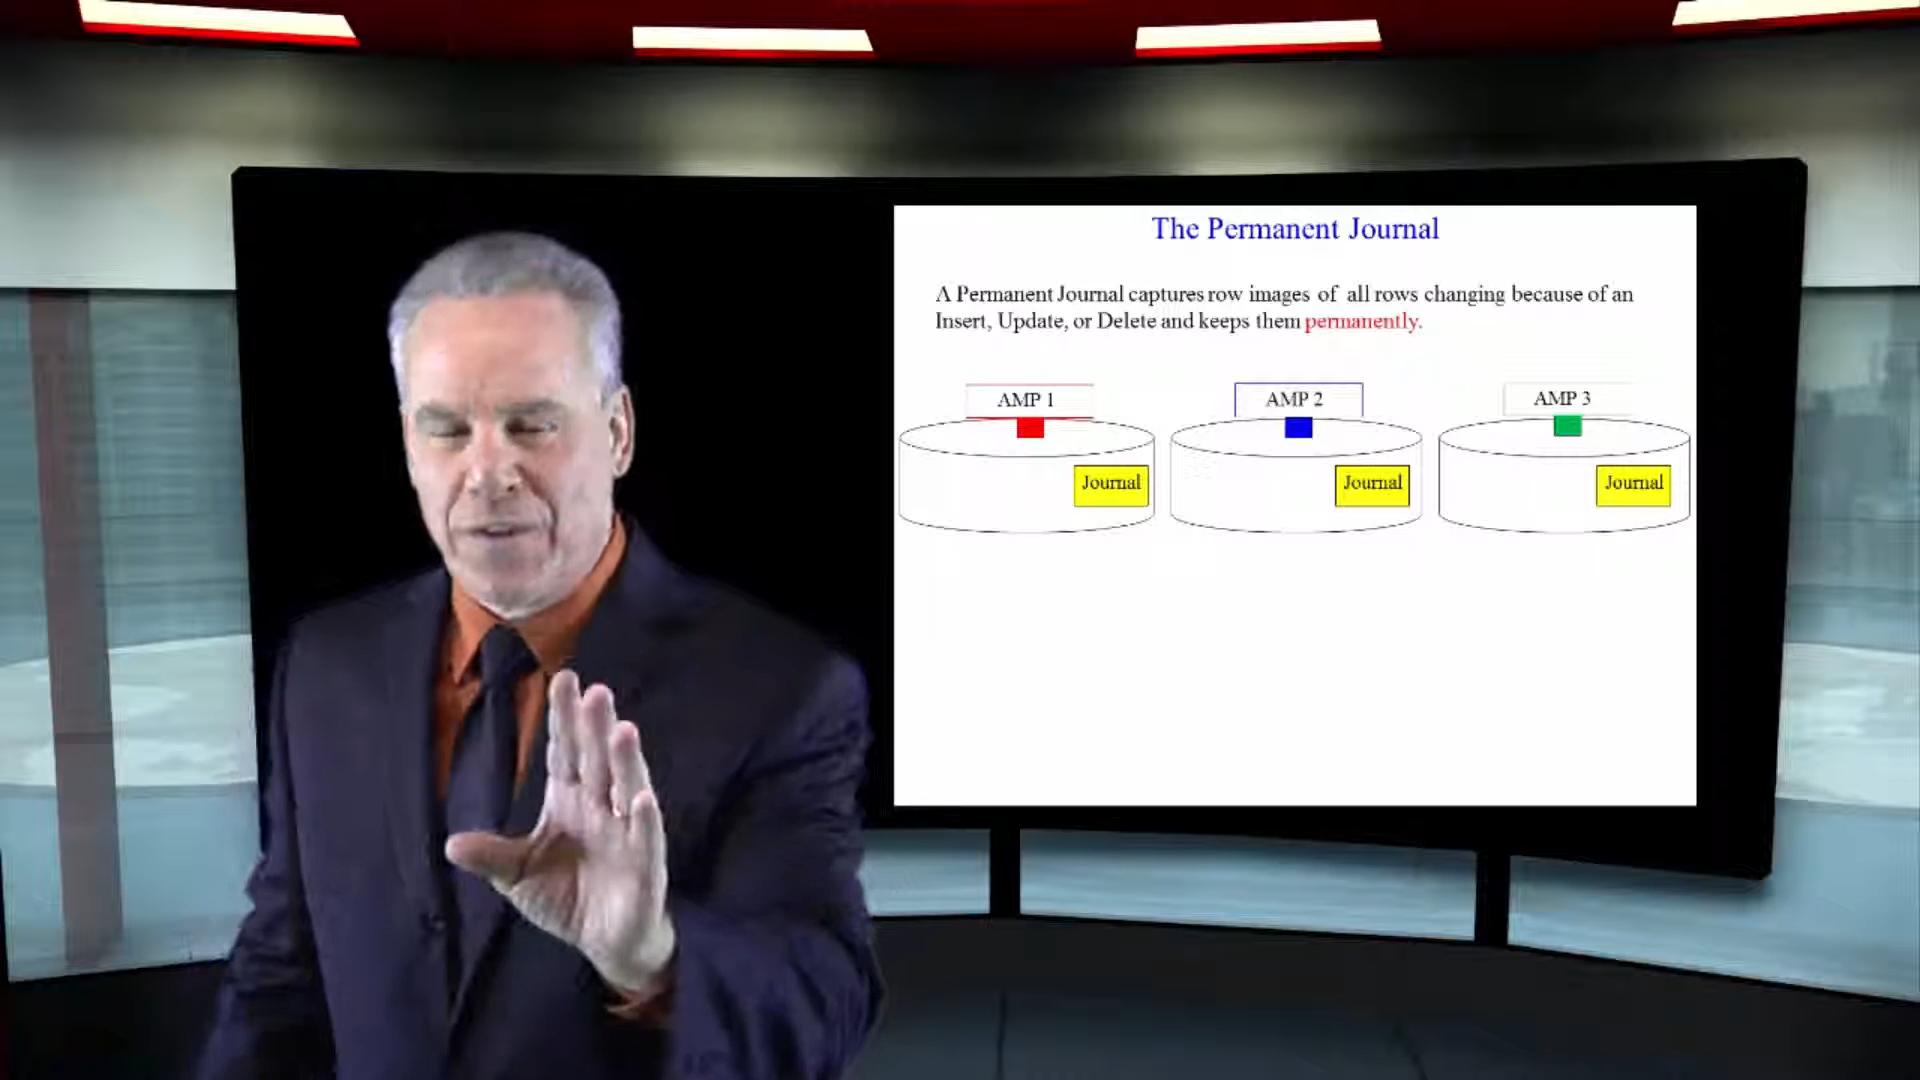 The Permanent Journal
A Permanent Journal captures row images of all rows changing because of an
Insert, Update, or Delete and keeps them permanently.
AMP 1
AMP 2
AMP 3
Journal
Journal
Journal